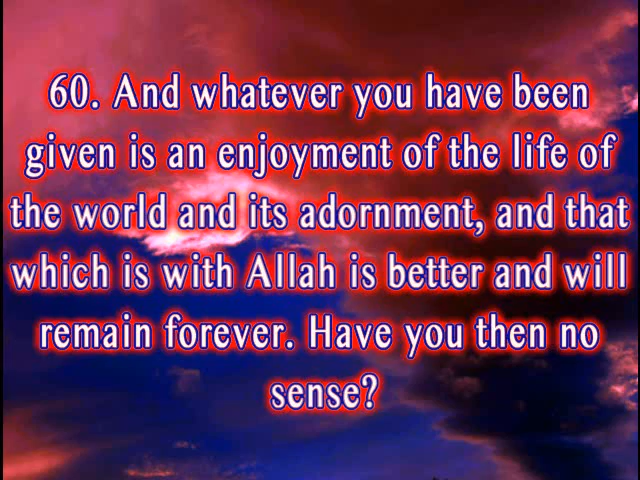 60. And whatever you have been
given is an enjoyment of the life of
the world and its adornment, and that
which is with Allah is better and will
remain forever. Have you then no
sense?